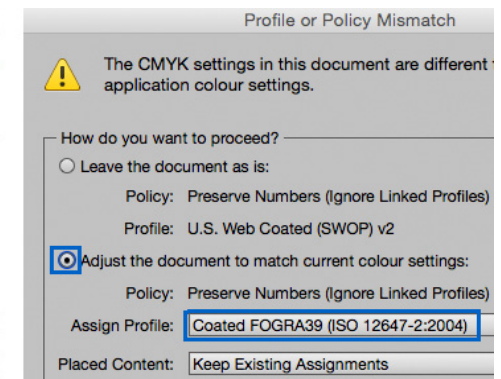 Profile or Policy Mismatch
The CMYK settings in this document are different
application colour settings.
How do you want to proceed?
Leave the document as is:
Policy: Preserve Numbers (Ignore Linked Profiles)
Profile: U.S. Web Coated (SWOP) v2
Adjust the document to match current colour settings:
Policy: Preserve Numbers (Ignore Linked Profiles)
Assign Profile: Coated FOGRA39 (ISO 12647-2:2004)
Placed Content: Keep Existing Assignments